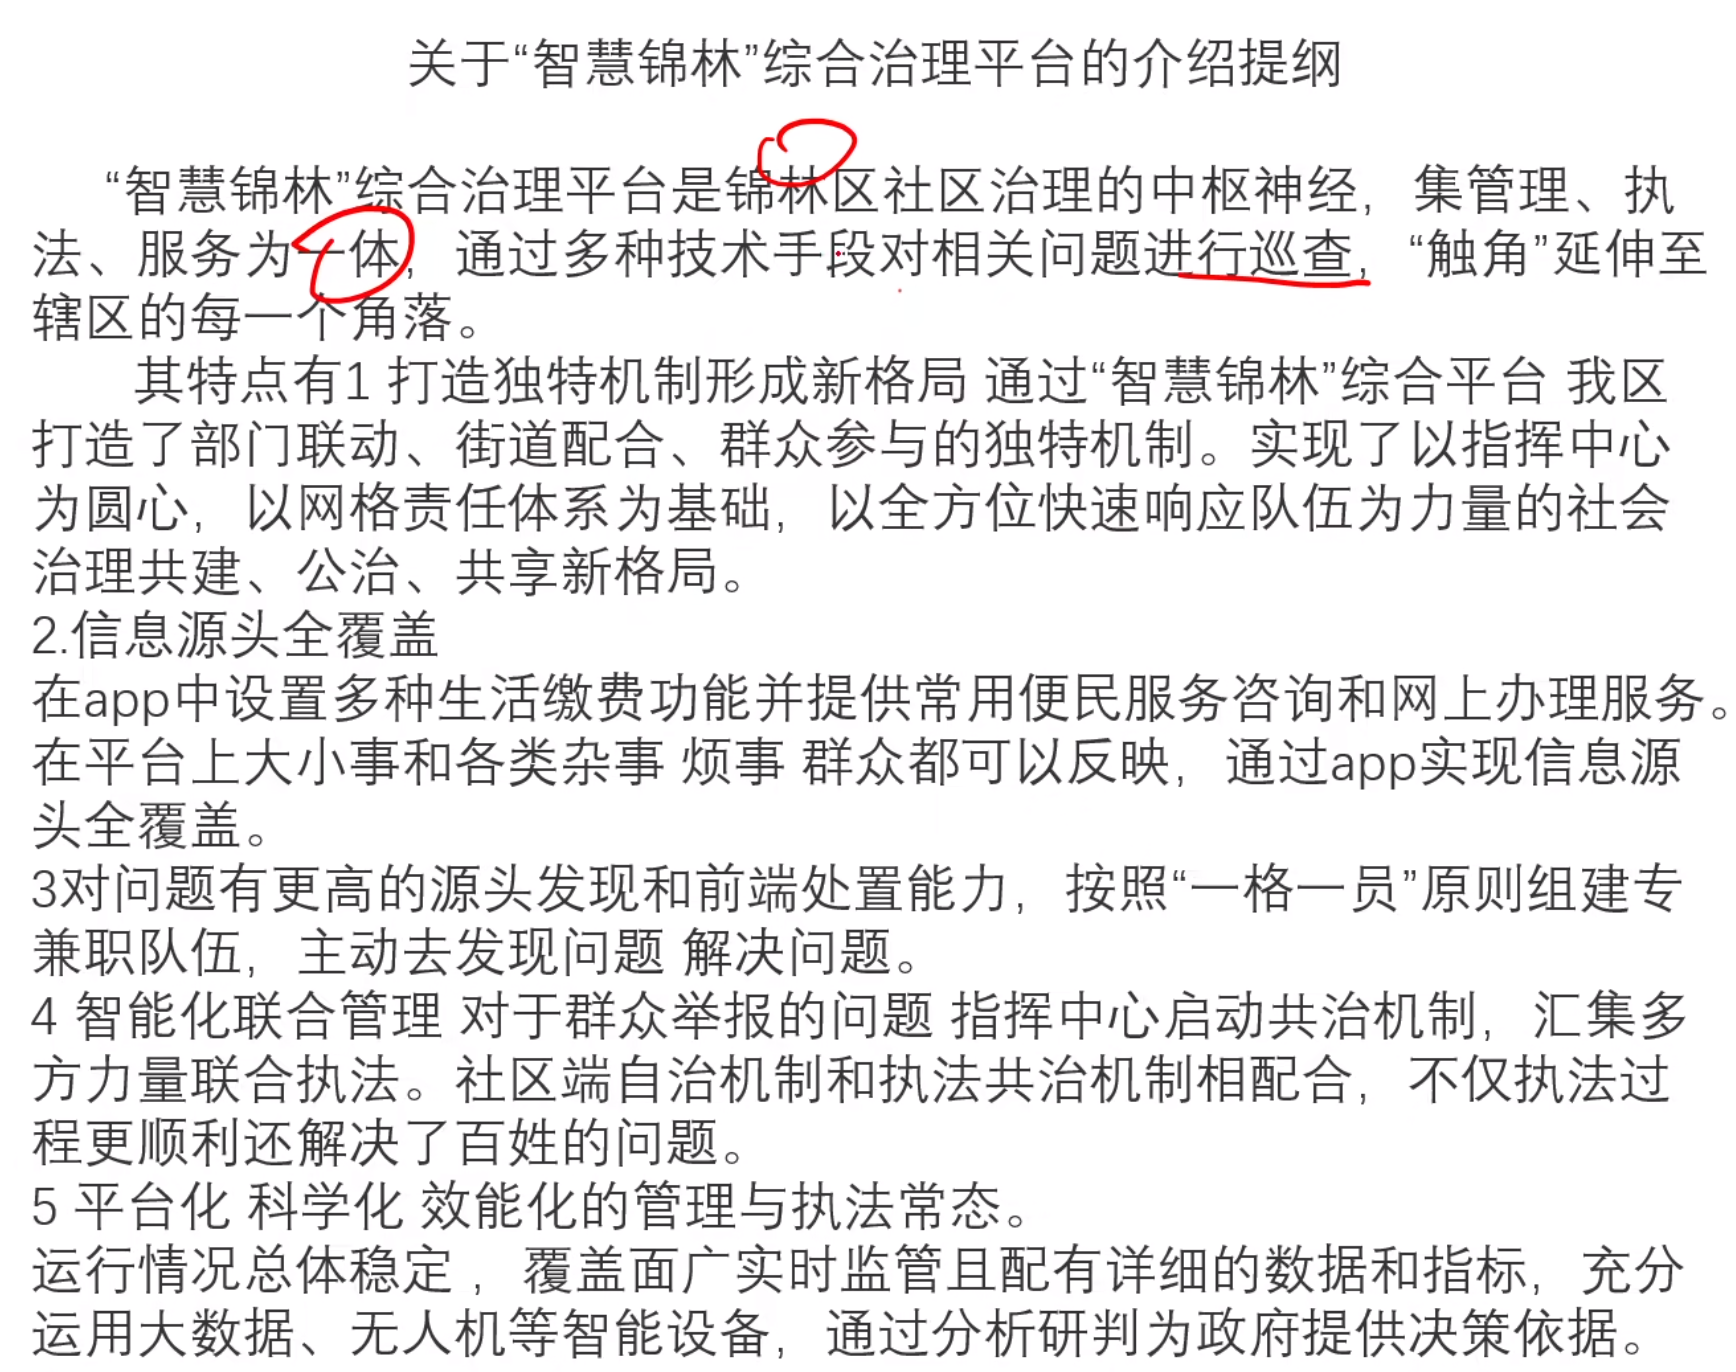 关于“智慧锦林”综合治理平台的介绍提纲
“智慧锦林”综合治理平台是锦林区社区治理的中枢神经，集管理、执
法、服务为一体，通过多种技术手段对相关问题进行巡查，“触角”延伸至
辖区的每一个角落。
其特点有1 打造独特机制形成新格局 通过“智慧锦林”综合平台 我区
打造了部门联动、街道配合、群众参与的独特机制。实现了以指挥中心
为圆心，以网格责任体系为基础，以全方位快速响应队伍为力量的社会
治理共建、公治、共享新格局。
2.信息源头全覆盖
在app中设置多种生活缴费功能并提供常用便民服务咨询和网上办理服务。
在平台上大小事和各类杂事 烦事 群众都可以反映，通过app实现信息源
头全覆盖。
3对问题有更高的源头发现和前端处置能力，按照“一格一员”原则组建专
兼职队伍，主动去发现问题 解决问题。
4 智能化联合管理 对于群众举报的问题 指挥中心启动共治机制，汇集多
方力量联合执法。社区端自治机制和执法共治机制相配合，不仅执法过
程更顺利还解决了百姓的问题。
5 平台化 科学化 效能化的管理与执法常态。
运行情况总体稳定 ，覆盖面广实时监管且配有详细的数据和指标，充分
运用大数据、无人机等智能设备，通过分析研判为政府提供决策依据。